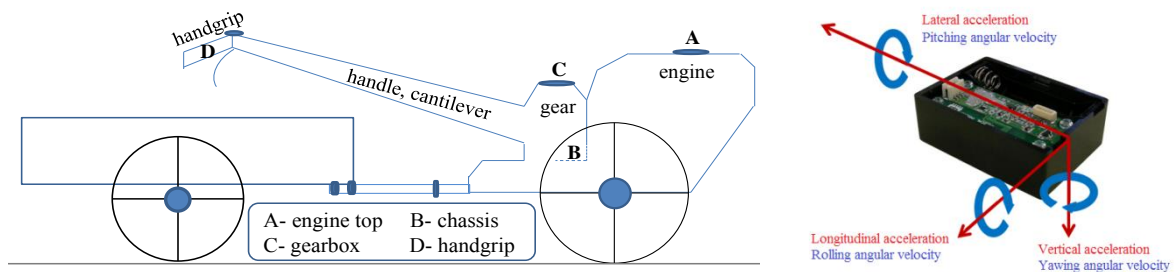 handgrip
D
handle, cantilever
C
gear
A
engine
B
A- engine top B- chassis
C- gearbox D- handgrip
Lateral acceleration
Pitching angular velocity
Longitudinal acceleration
Rolling angular velocity
Vertical acceleration
Yawing angular velocity